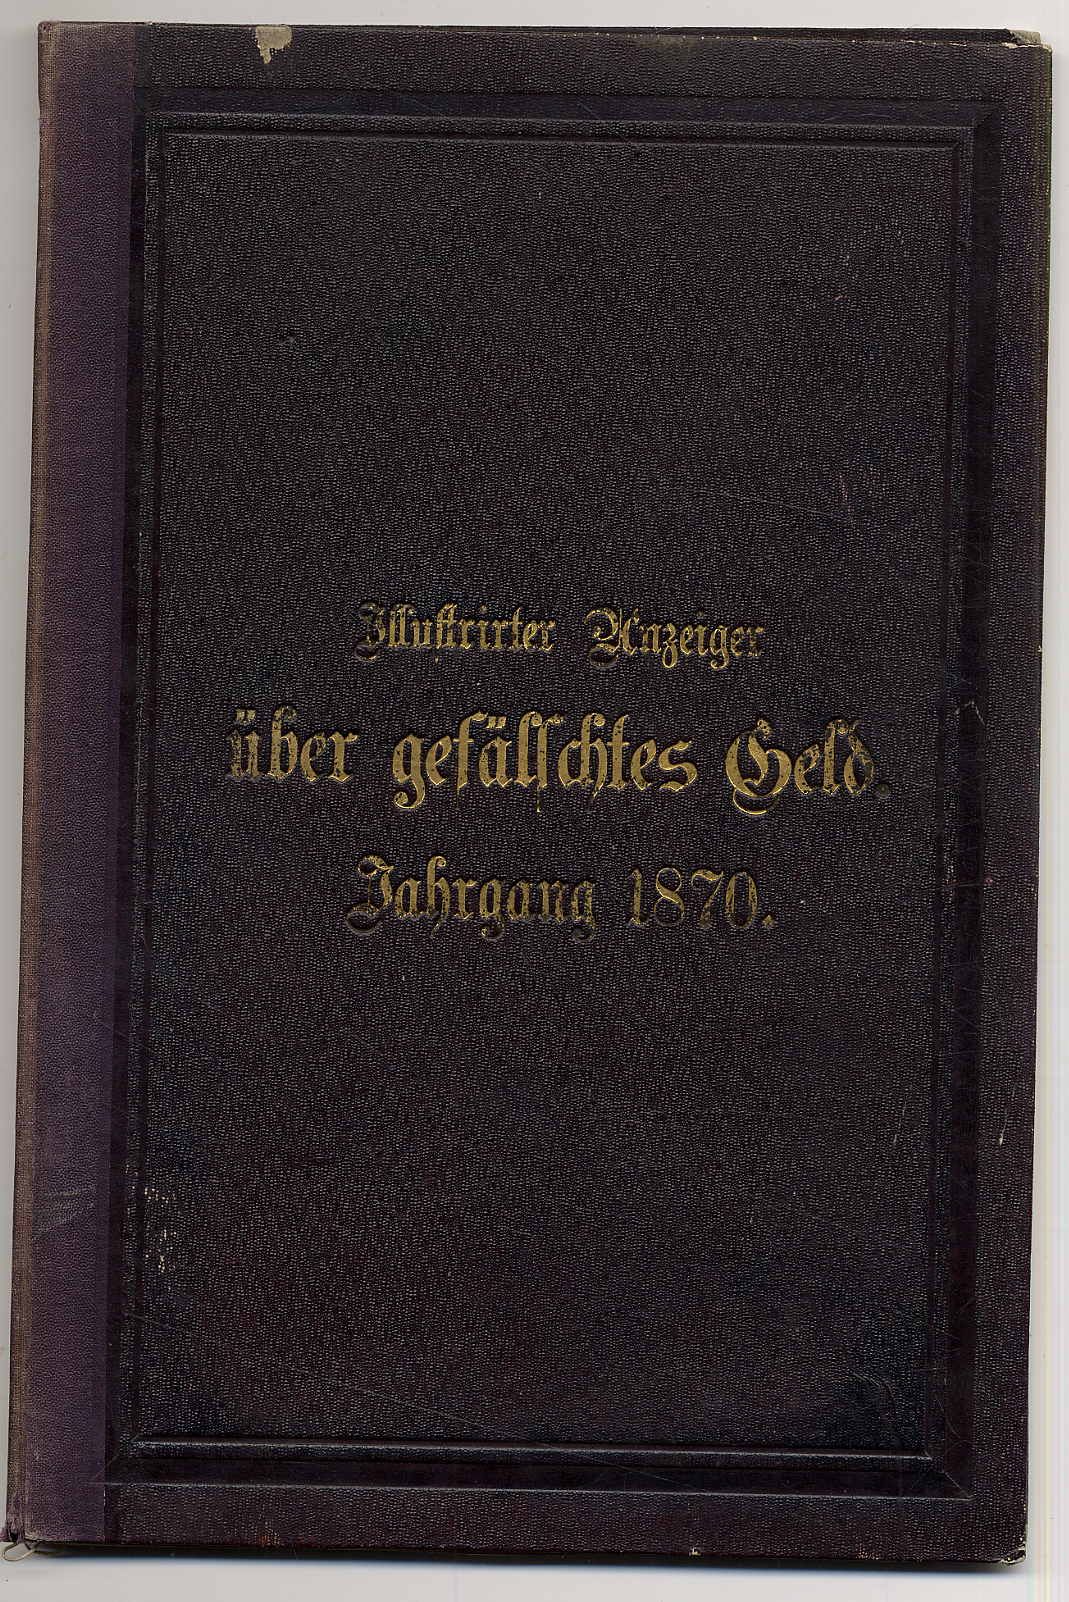 Illustrirter Anzeiger
über gefälschtes Geld.
Jahrgang 1870.